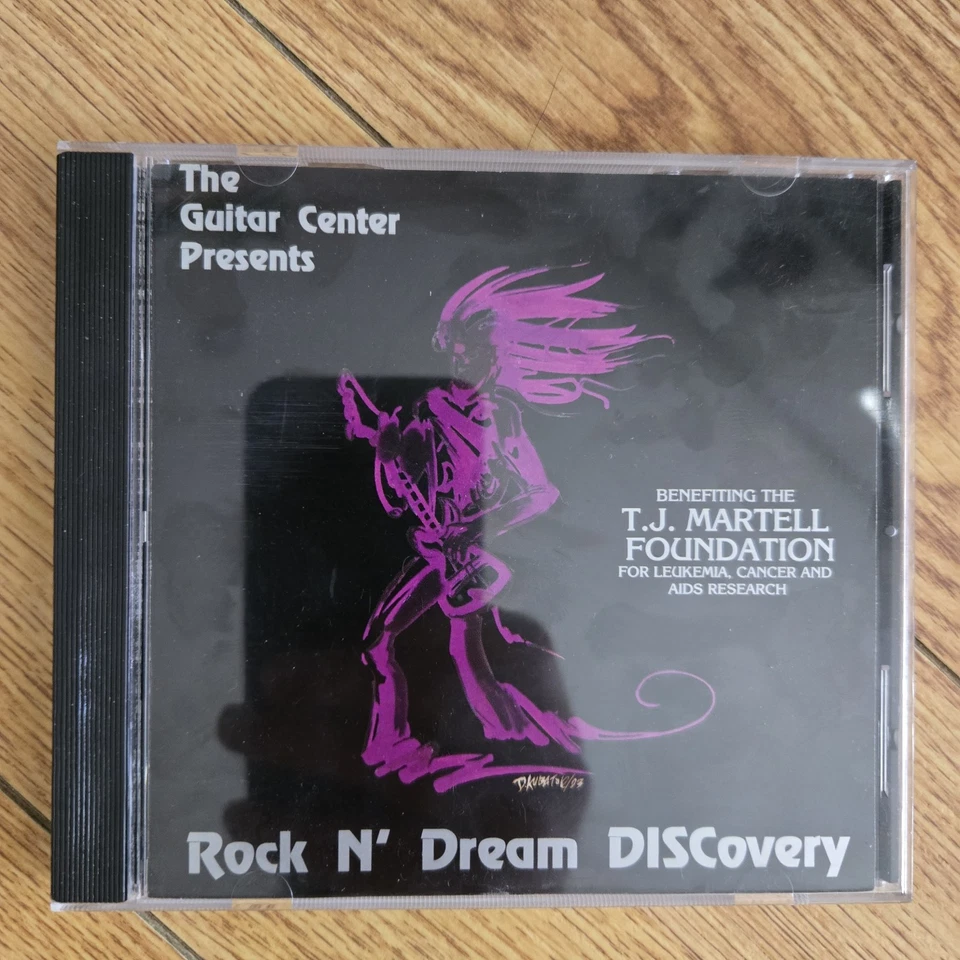 The
Guitar Center
Presents
BENEFITING THE
T.J. MARTELL
FOUNDATION
FOR LEUKEMIA, CANCER AND
AIDS RESEARCH
Rock N' Dream DISCovery